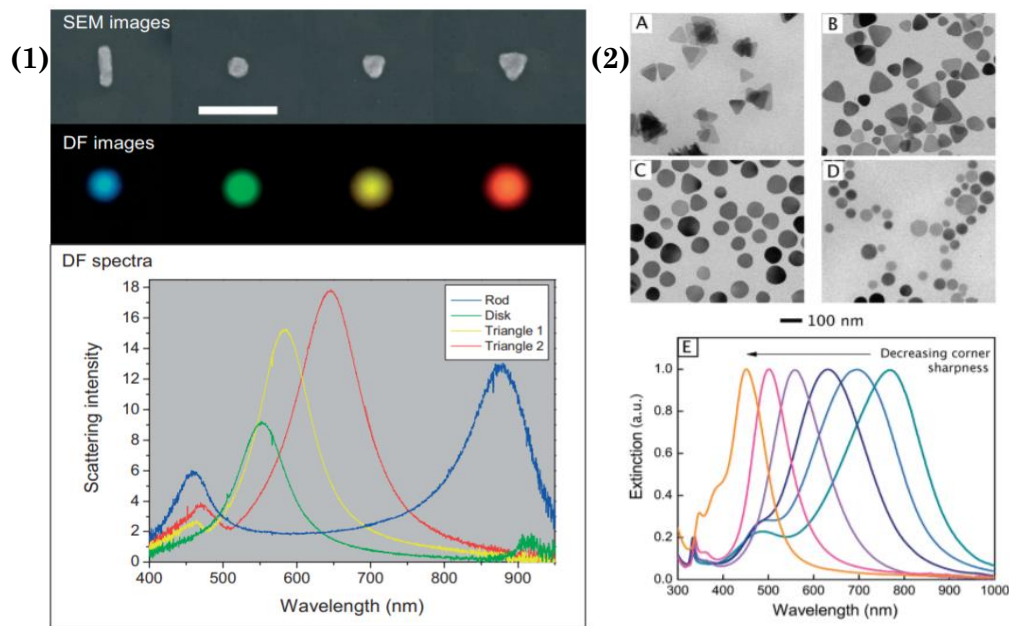 (1)
SEM images
DF images
DF spectra
Scattering intensity
18
16
14
12
10
8
6
4
2
0
400
500
600
700
800
900
Wavelength (nm)
Rod
Disk
Triangle 1
Triangle 2
(2)
A
B
C
D
100 nm
E
Decreasing corner
sharpness
Extinction (a.u.)
1.0
0.8
0.6
0.4
0.2
0.0
300
400
500
600
700
800
900
1000
Wavelength (nm)